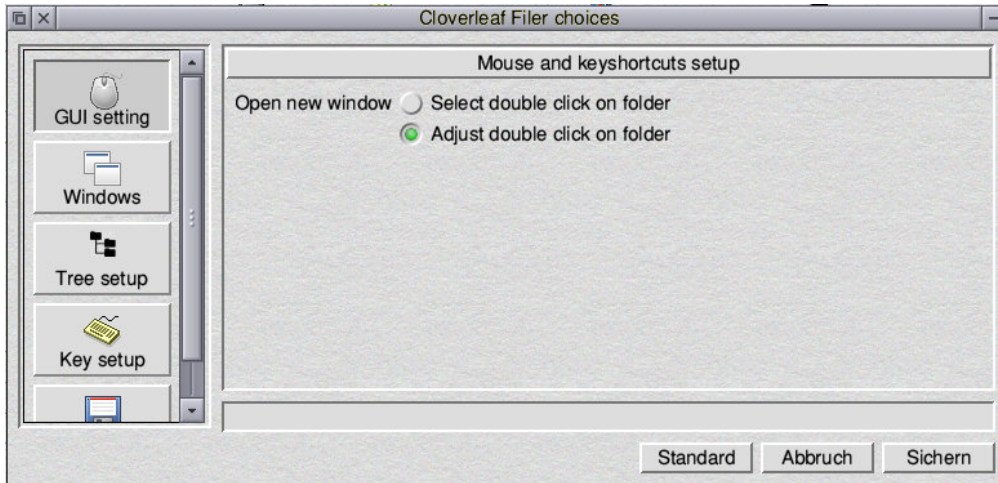 Cloverleaf Filer choices
GUI setting
Windows
Tree setup
Key setup
Mouse and keyshortcuts setup
Open new window
Select double click on folder
Adjust double click on folder
Standard
Abbruch
Sichern